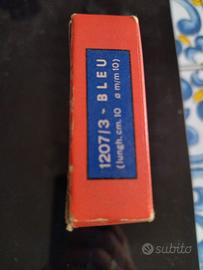 1207/3 - BLEU
(lungh. cm. 10 ø m/m 10)
subito